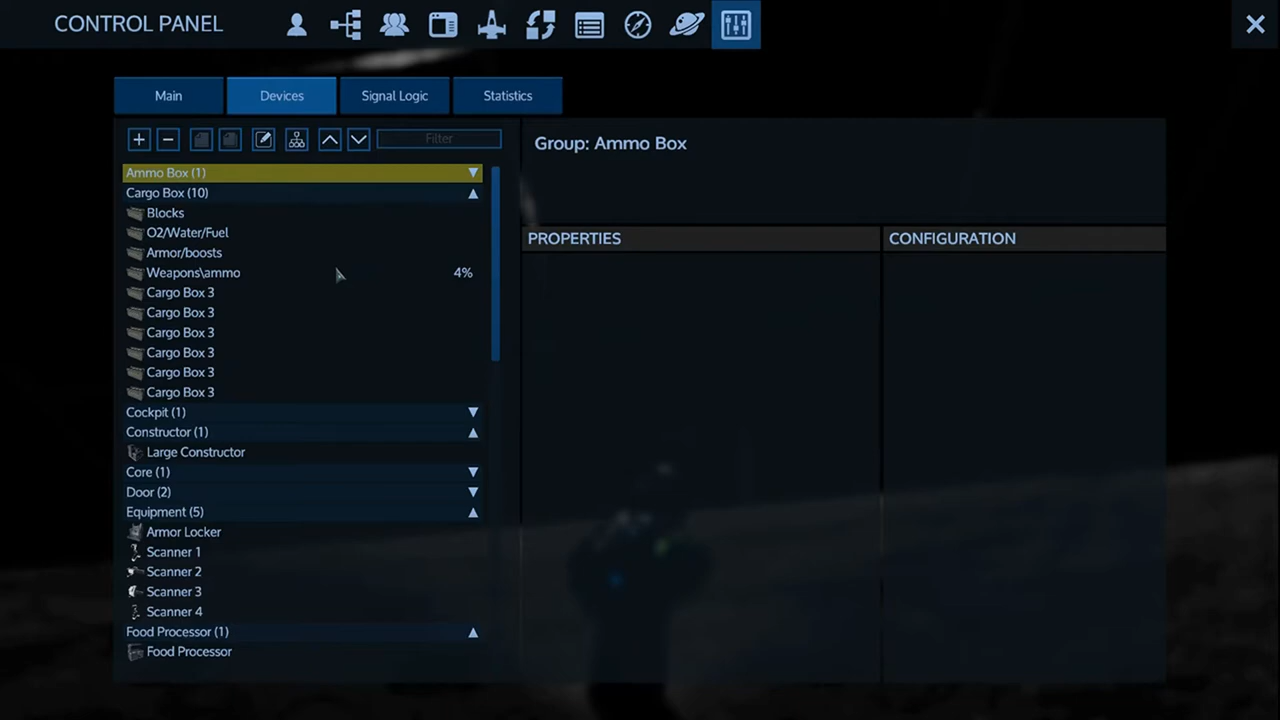 CONTROL PANEL
Main
Devices
Signal Logic
Statistics
Filter
Group: Ammo Box
Ammo Box (1)
Cargo Box (10)
Blocks
O2/Water/Fuel
Armor/boosts
Weapons\ammo 4%
Cargo Box 3
Cargo Box 3
Cargo Box 3
Cargo Box 3
Cargo Box 3
Cargo Box 3
Cockpit (1)
Constructor (1)
Large Constructor
Core (1)
Door (2)
Equipment (5)
Armor Locker
Scanner 1
Scanner 2
Scanner 3
Scanner 4
Food Processor (1)
Food Processor
PROPERTIES
CONFIGURATION